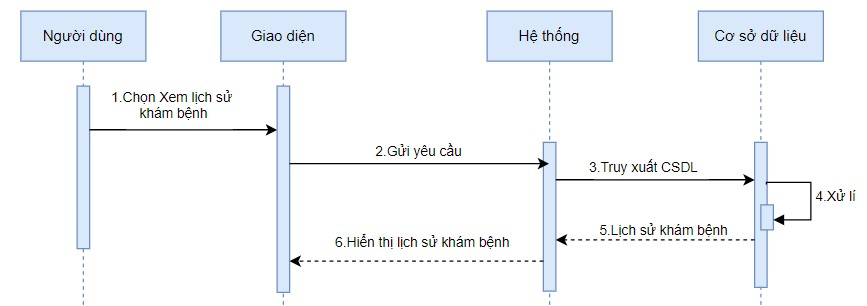 Người dùng
Giao diện
Hệ thống
Cơ sở dữ liệu
1.Chọn Xem lịch sử
khám bệnh
2.Gửi yêu cầu
3.Truy xuất CSDL
4.Xử lí
5.Lịch sử khám bệnh
6.Hiển thị lịch sử khám bệnh